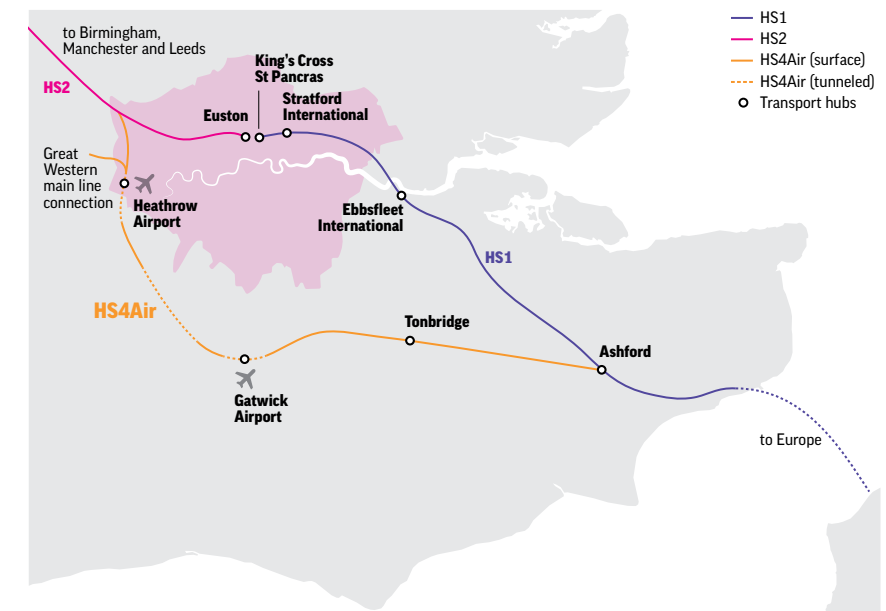 to Birmingham,
Manchester and Leeds
HS2
King's Cross
St Pancras
Euston
Stratford
International
Great
Western
main line
connection
Heathrow
Airport
Ebbsfleet
International
HS1
HS4Air
Tonbridge
Ashford
Gatwick
Airport
to Europe
HS1
HS2
HS4Air (surface)
HS4Air (tunneled)
Transport hubs